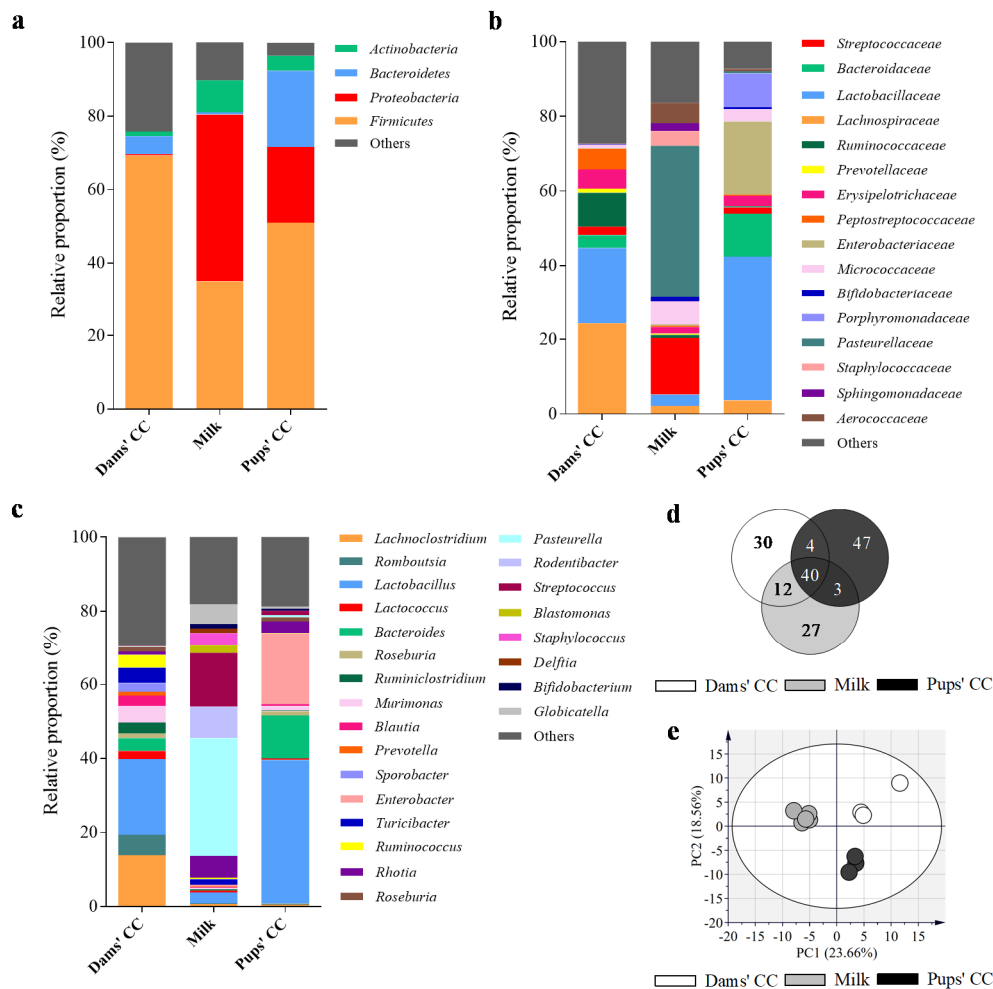 a
Relative proportion (%)
100
80
60
40
20
0
Dams' CC
Milk
Pups' CC
Actinobacteria
Bacteroidetes
Proteobacteria
Firmicutes
Others
b
Relative proportion (%)
100
80
60
40
20
0
Dams' CC
Milk
Pups' CC
Streptococcaceae
Bacteroidaceae
Lactobacillaceae
Lachnospiraceae
Ruminococcaceae
Prevotellaceae
Erysipelotrichaceae
Peptostreptococcaceae
Enterobacteriaceae
Micrococcaceae
Bifidobacteriaceae
Porphyromonadaceae
Pasteurellaceae
Staphylococcaceae
Sphingomonadaceae
Aerococcaceae
Others
c
Relative proportion (%)
100
80
60
40
20
0
Dams' CC
Milk
Pups' CC
Lachnoclostridium
Romboutsia
Lactobacillus
Lactococcus
Bacteroides
Roseburia
Ruminiclostridium
Murimonas
Blautia
Prevotella
Sporobacter
Enterobacter
Turicibacter
Ruminococcus
Rhotia
Roseburia
Pasteurella
Rodentibacter
Streptococcus
Blastomonas
Staphylococcus
Delftia
Bifidobacterium
Globicatella
Others
d
30
4
47
40
12
3
27
Dams' CC Milk Pups' CC
e
PC2 (18.56%)
15
10
5
0
-5
-10
-15
-20
-20 -15 -10 -5 0 5 10 15
PC1 (23.66%)
Dams' CC Milk Pups' CC